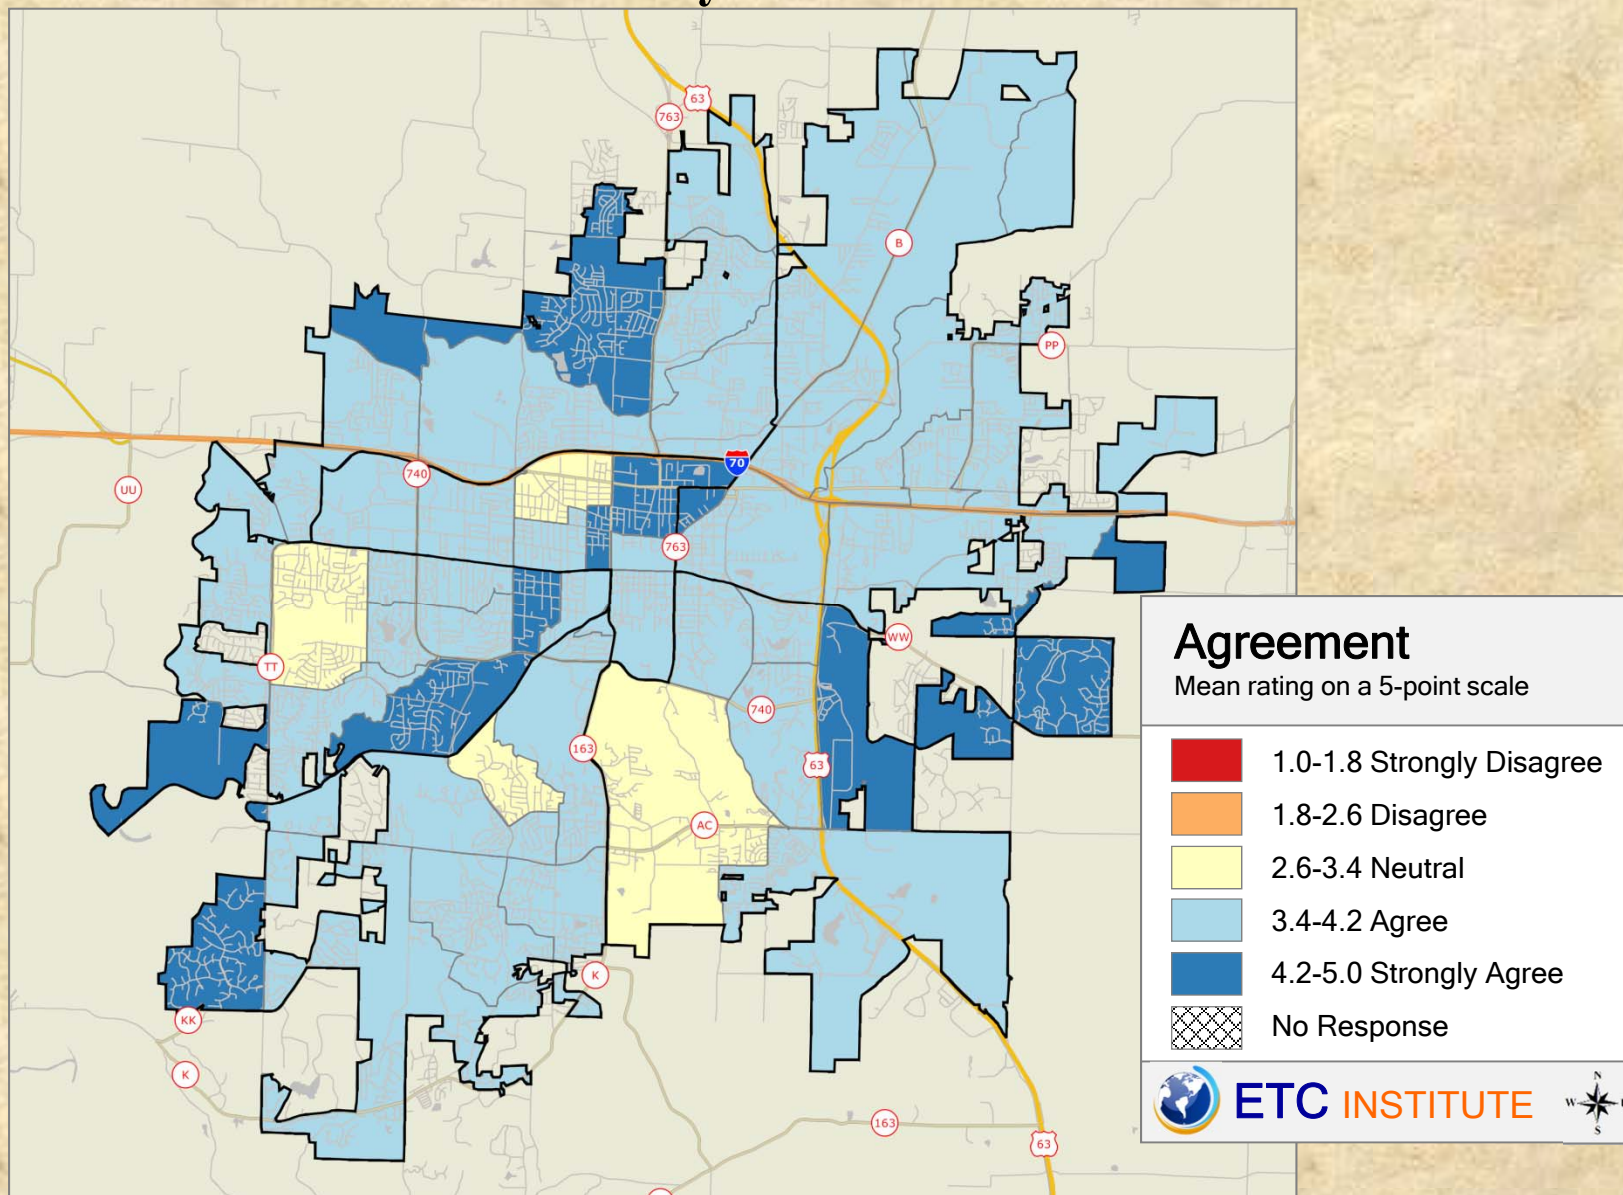 63
763
B
PP
740
70
UU
763
WW
TT
740
163
63
AC
K
KK
K
163
63
Agreement
Mean rating on a 5-point scale
1.0-1.8 Strongly Disagree
1.8-2.6 Disagree
2.6-3.4 Neutral
3.4-4.2 Agree
4.2-5.0 Strongly Agree
No Response
ETC INSTITUTE
N
W
S